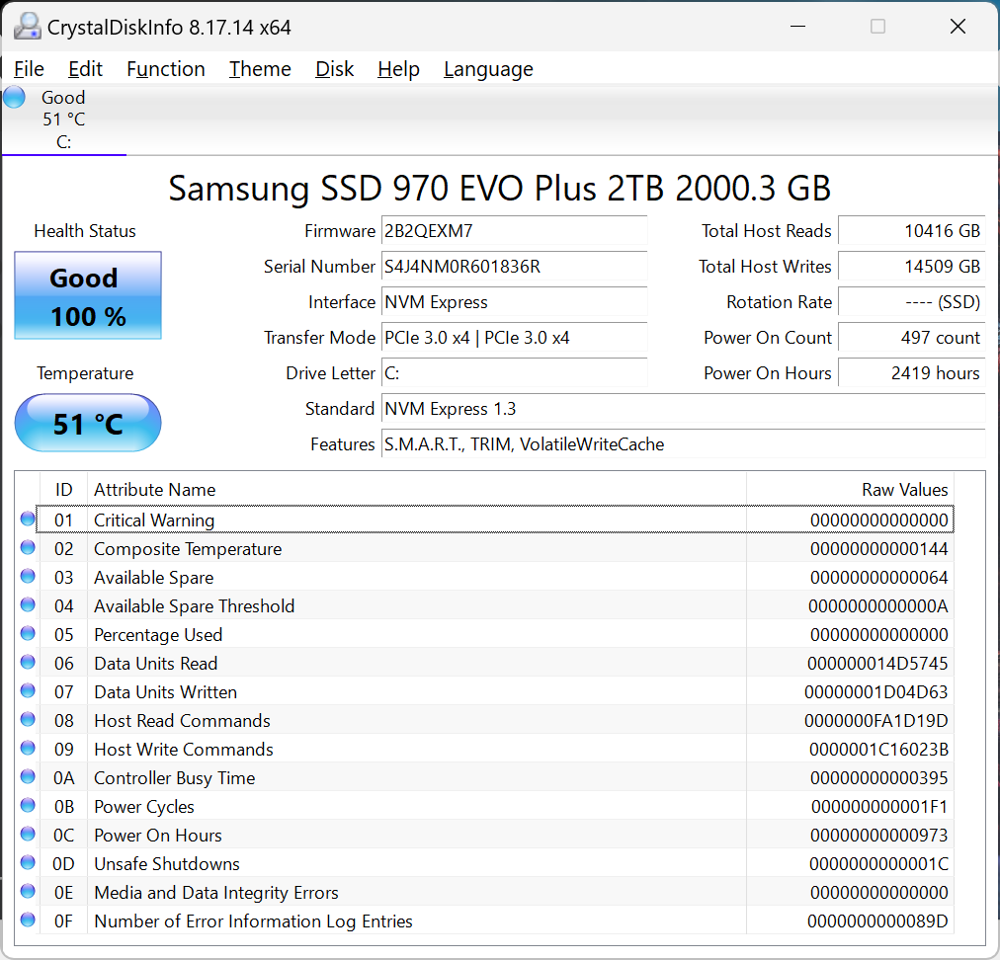 CrystalDiskInfo 8.17.14 x64
File Edit Function Theme Disk Help Language
Good
51 °C
C:
Samsung SSD 970 EVO Plus 2TB 2000.3 GB
Health Status
Good
100 %
Temperature
51 °C
Firmware 2B2QEXM7
Serial Number S4J4NM0R601836R
Interface NVM Express
Transfer Mode PCIe 3.0 x4 | PCIe 3.0 x4
Drive Letter C:
Standard NVM Express 1.3
Features S.M.A.R.T., TRIM, VolatileWriteCache
Total Host Reads 10416 GB
Total Host Writes 14509 GB
Rotation Rate ---- (SSD)
Power On Count 497 count
Power On Hours 2419 hours
ID Attribute Name Raw Values
01 Critical Warning 00000000000000
02 Composite Temperature 00000000000144
03 Available Spare 00000000000064
04 Available Spare Threshold 0000000000000A
05 Percentage Used 00000000000000
06 Data Units Read 000000014D5745
07 Data Units Written 00000001D04D63
08 Host Read Commands 0000000FA1D19D
09 Host Write Commands 0000001C16023B
0A Controller Busy Time 00000000000395
0B Power Cycles 000000000001F1
0C Power On Hours 00000000000973
0D Unsafe Shutdowns 0000000000001C
0E Media and Data Integrity Errors 00000000000000
0F Number of Error Information Log Entries 0000000000089D